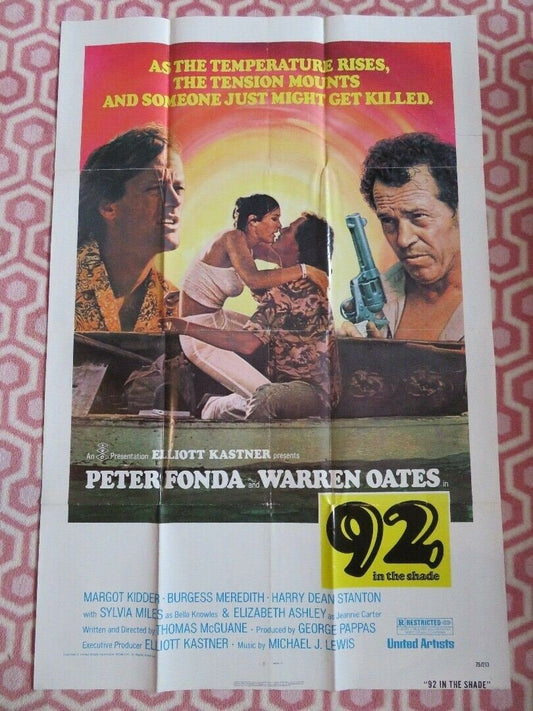 AS THE TEMPERATURE RISES,
THE TENSION MOUNTS
AND SOMEONE JUST MIGHT GET KILLED.
An Presentation ELLIOTT KASTNER presents
PETER FONDA and WARREN OATES in
92
in the shade
MARGOT KIDDER · BURGESS MEREDITH · HARRY DEAN STANTON
with SYLVIA MILES as Bella Knowles & ELIZABETH ASHLEY as Jeannie Carter
Written and Directed by THOMAS McGUANE · Produced by GEORGE PAPPAS
Executive Producer ELLIOTT KASTNER · Music by MICHAEL J. LEWIS
R RESTRICTED
United Artists
75/213
"92 IN THE SHADE"